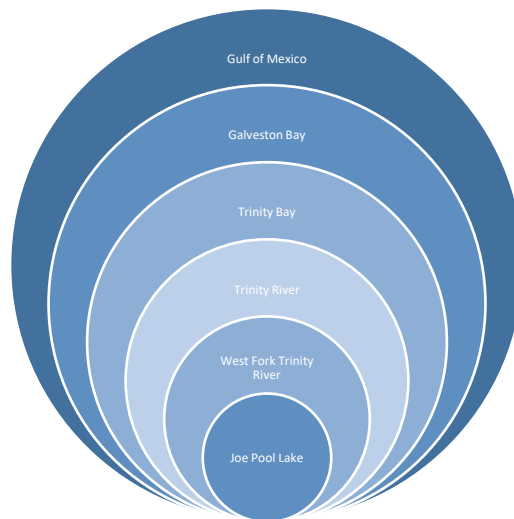 Gulf of Mexico
Galveston Bay
Trinity Bay
Trinity River
West Fork Trinity
River
Joe Pool Lake